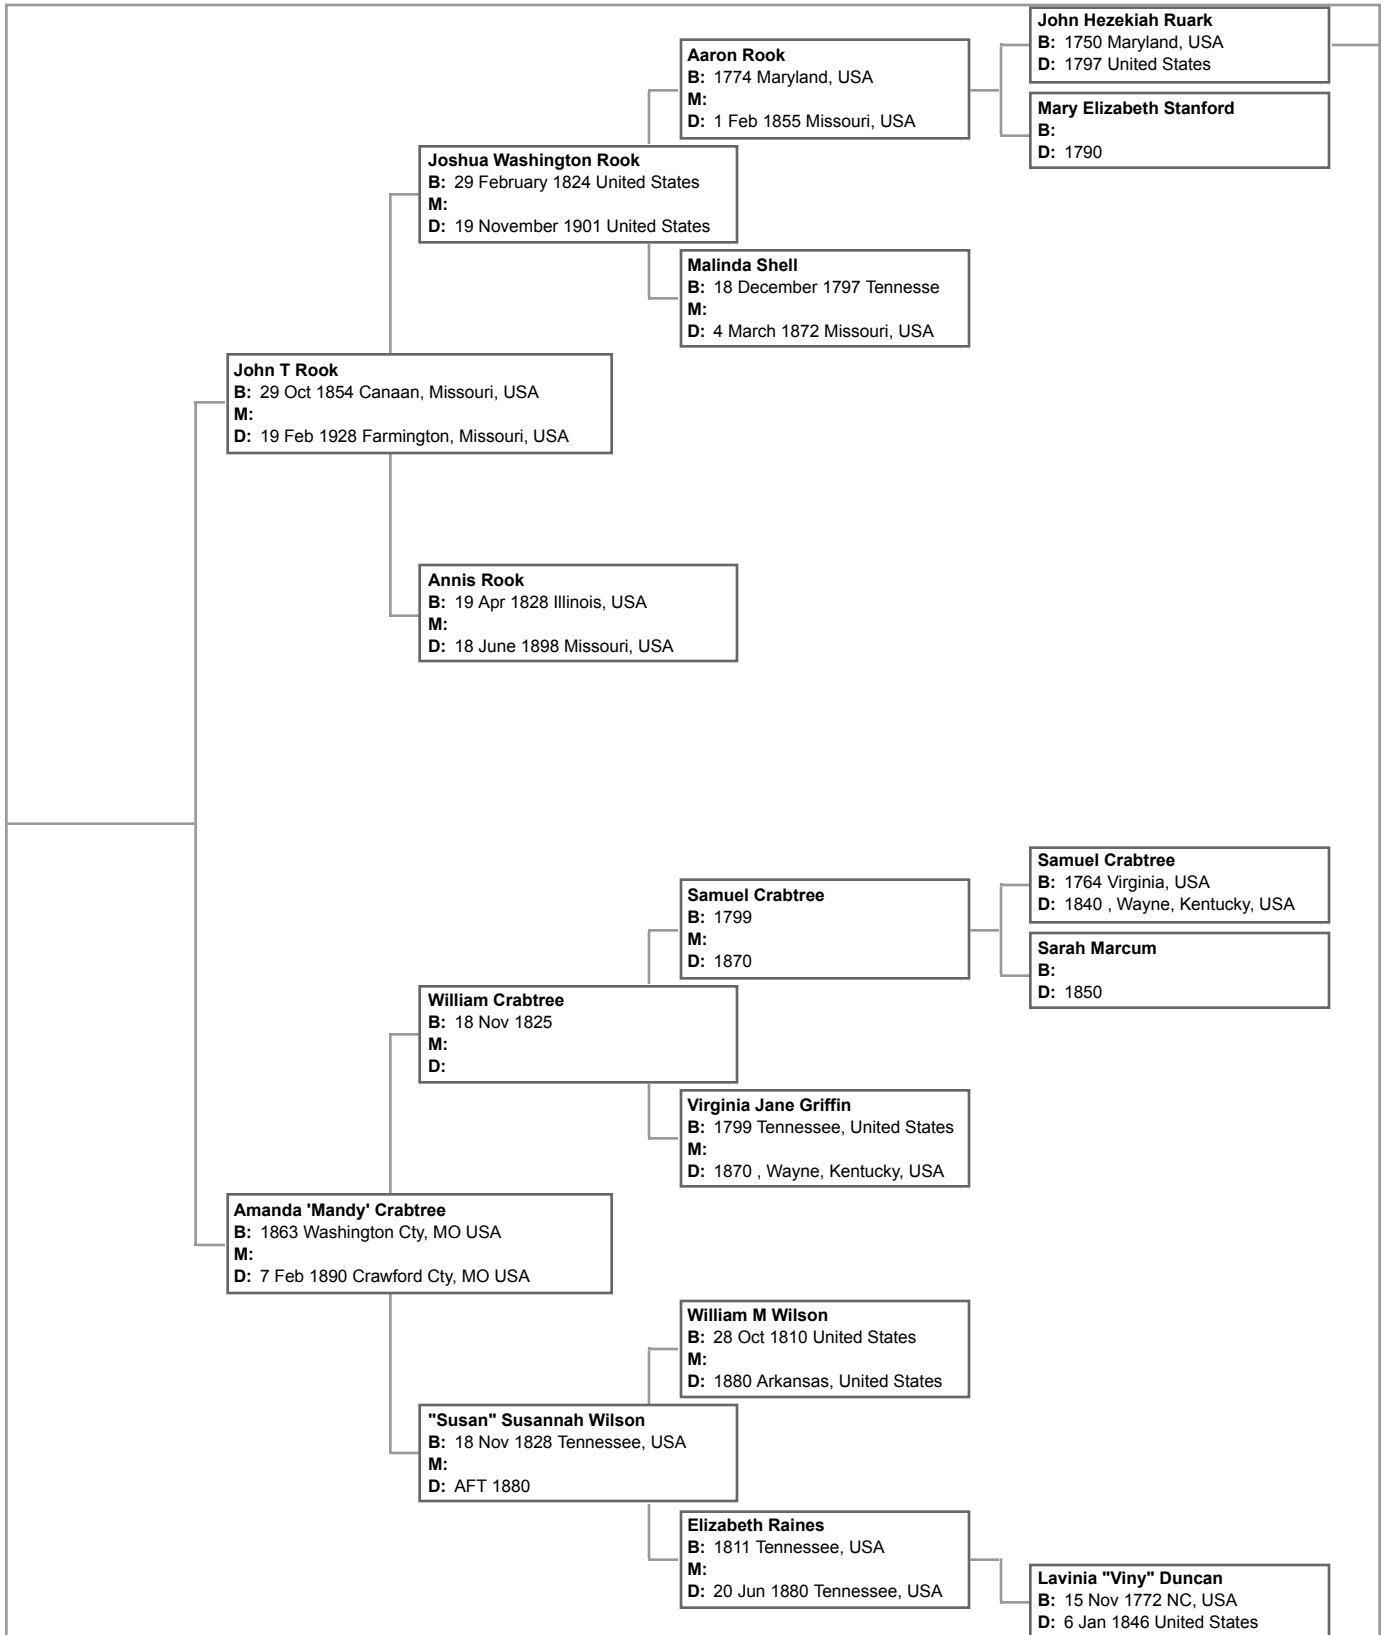 John Hezekiah Ruark
B: 1750 Maryland, USA
D: 1797 United States
Aaron Rook
B: 1774 Maryland, USA
M:
D: 1 Feb 1855 Missouri, USA
Mary Elizabeth Stanford
B:
D: 1790
Joshua Washington Rook
B: 29 February 1824 United States
M:
D: 19 November 1901 United States
Malinda Shell
B: 18 December 1797 Tennesse
M:
D: 4 March 1872 Missouri, USA
John T Rook
B: 29 Oct 1854 Canaan, Missouri, USA
M:
D: 19 Feb 1928 Farmington, Missouri, USA
Annis Rook
B: 19 Apr 1828 Illinois, USA
M:
D: 18 June 1898 Missouri, USA
Samuel Crabtree
B: 1764 Virginia, USA
D: 1840 , Wayne, Kentucky, USA
Samuel Crabtree
B: 1799
M:
D: 1870
Sarah Marcum
B:
D: 1850
William Crabtree
B: 18 Nov 1825
M:
D:
Virginia Jane Griffin
B: 1799 Tennessee, United States
M:
D: 1870 , Wayne, Kentucky, USA
Amanda 'Mandy' Crabtree
B: 1863 Washington Cty, MO USA
M:
D: 7 Feb 1890 Crawford Cty, MO USA
William M Wilson
B: 28 Oct 1810 United States
M:
D: 1880 Arkansas, United States
"Susan" Susannah Wilson
B: 18 Nov 1828 Tennessee, USA
M:
D: AFT 1880
Elizabeth Raines
B: 1811 Tennessee, USA
M:
D: 20 Jun 1880 Tennessee, USA
Lavinia "Viny" Duncan
B: 15 Nov 1772 NC, USA
D: 6 Jan 1846 United States